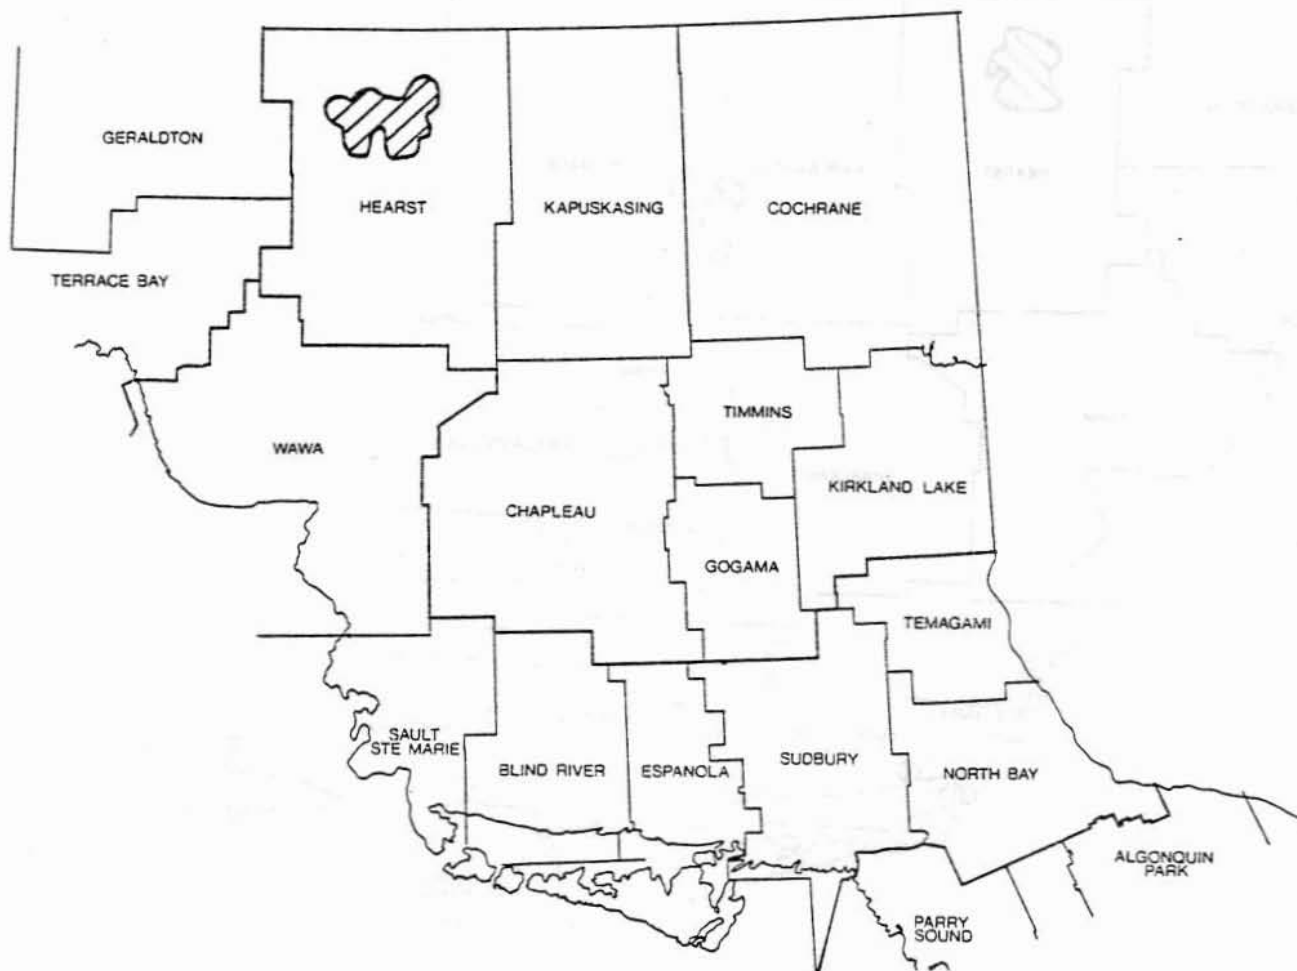 GERALDTON
HEARST
KAPUSKASING
COCHRANE
TERRACE BAY
TIMMINS
WAWA
KIRKLAND LAKE
CHAPLEAU
GOGAMA
TEMAGAMI
SAULT
STE MARIE
BLIND RIVER
ESPANOLA
SUDBURY
NORTH BAY
ALGONQUIN
PARK
PARRY
SOUND